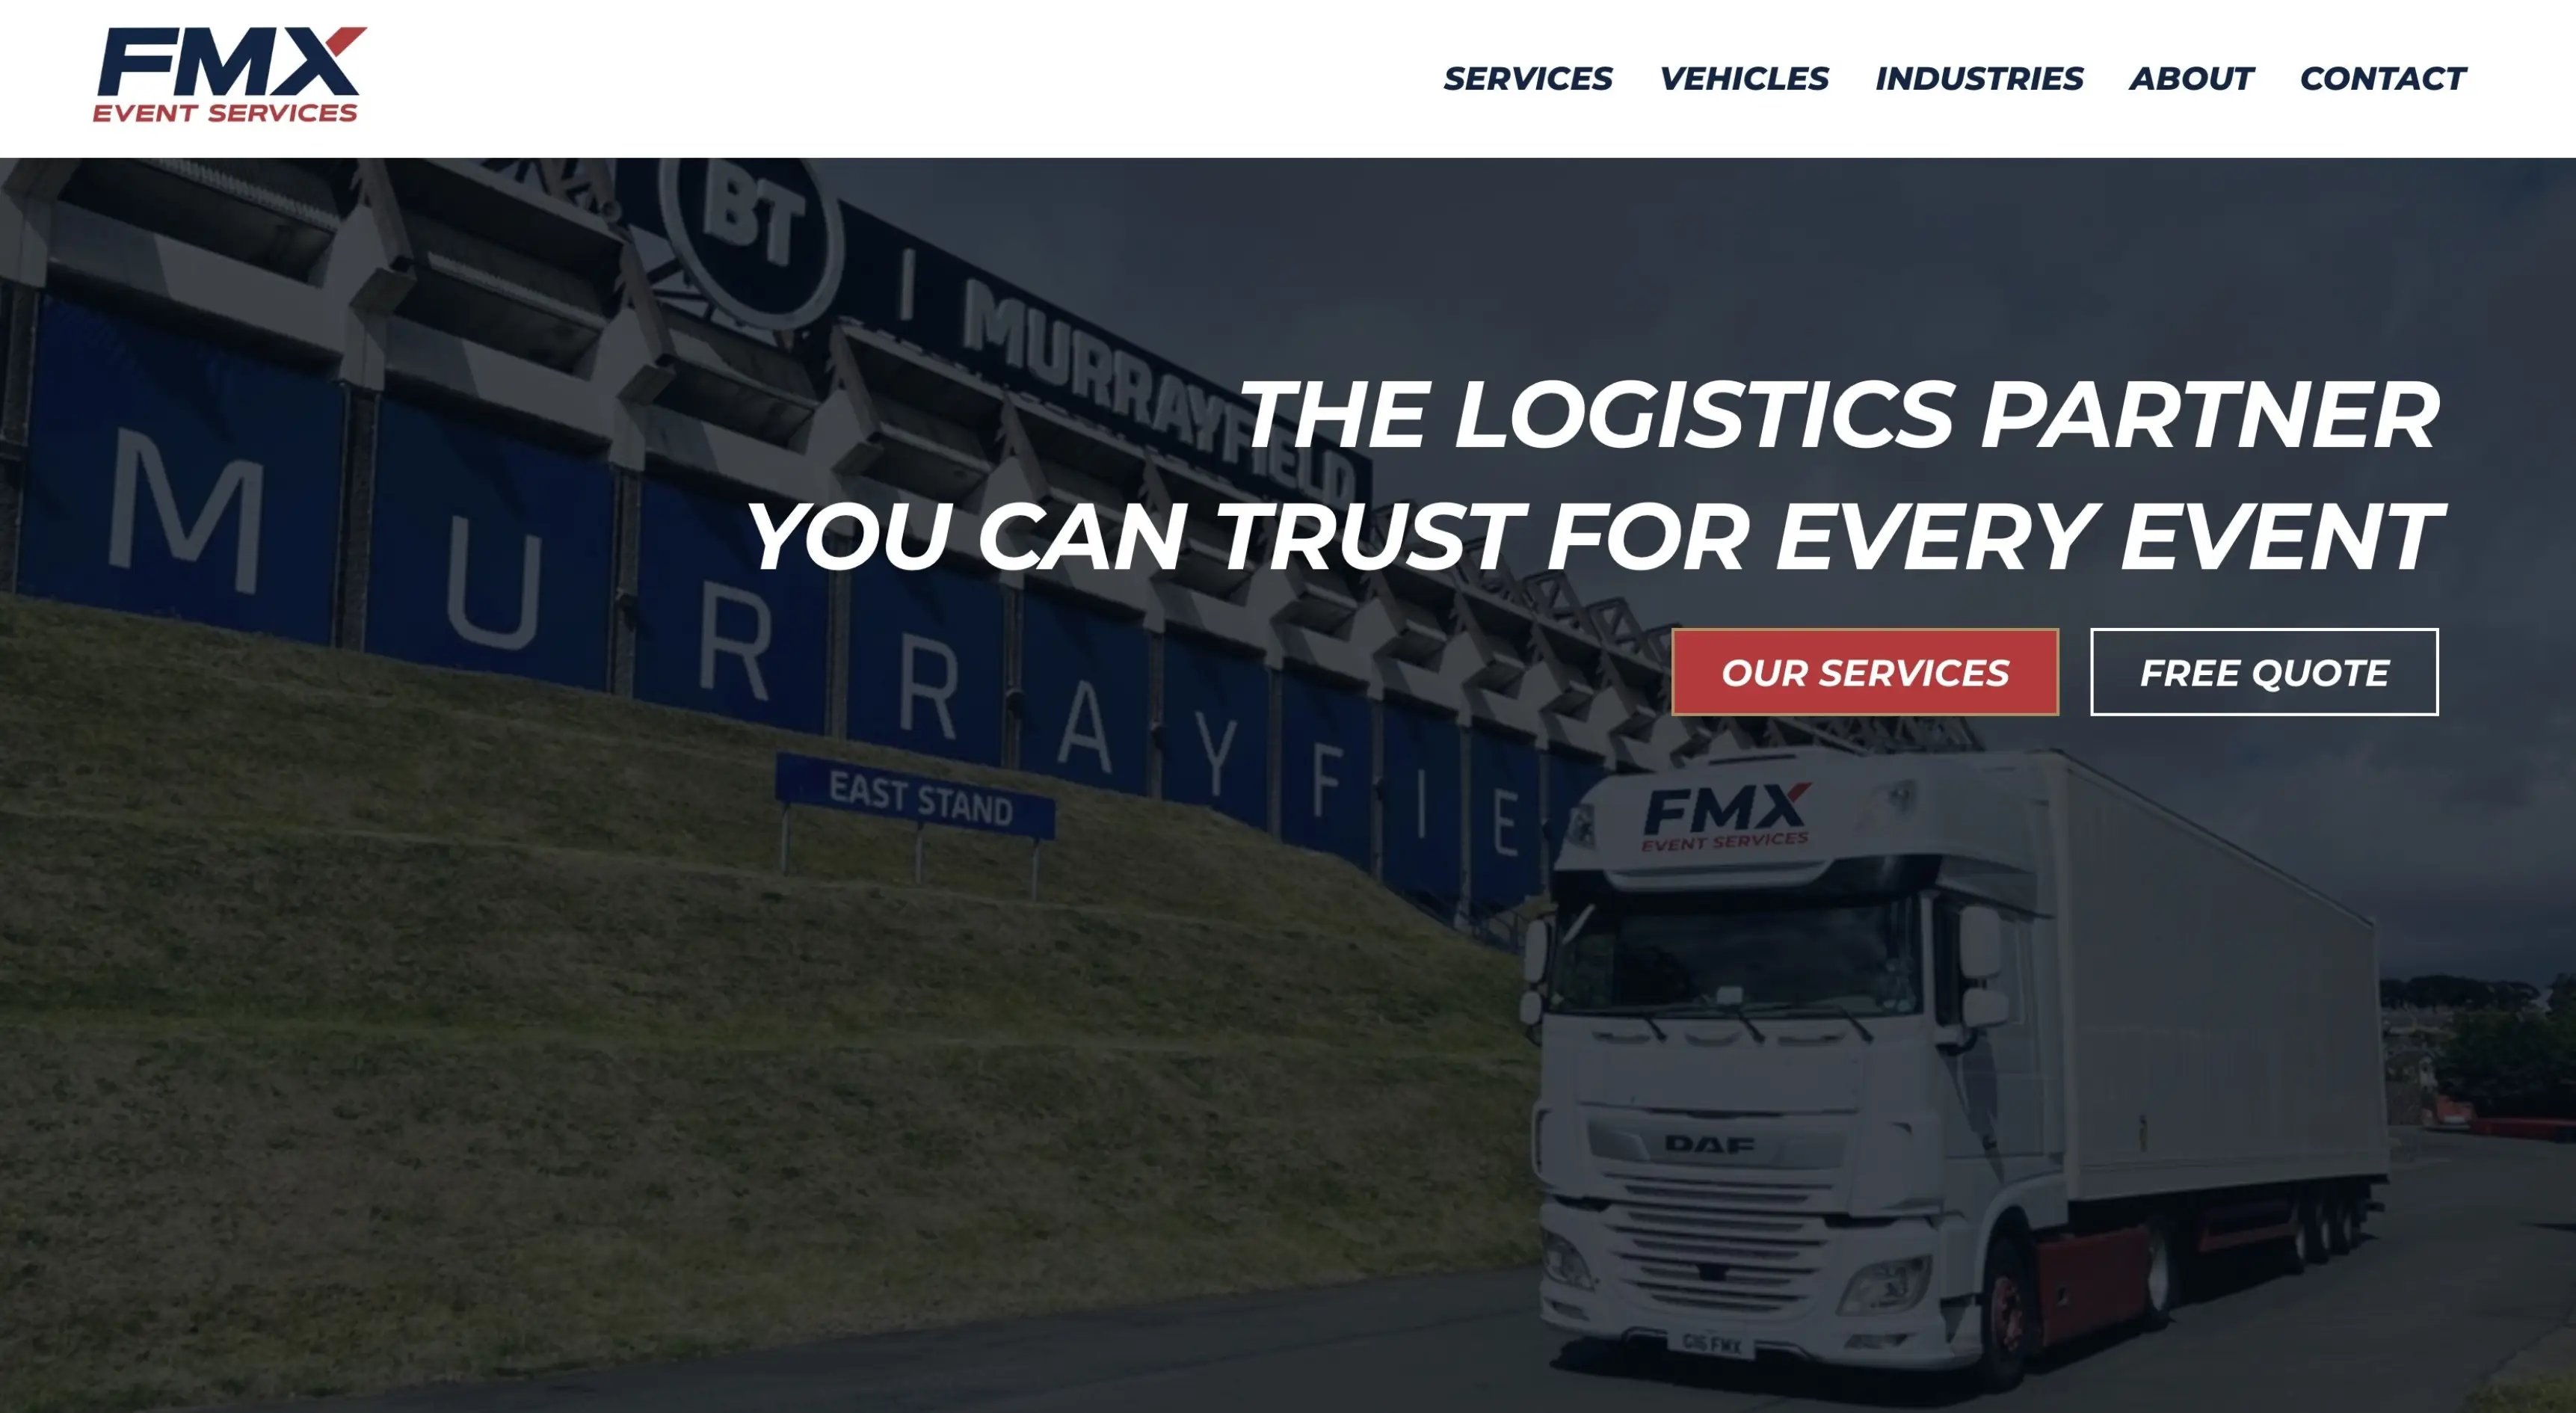 FMX
EVENT SERVICES
SERVICES VEHICLES INDUSTRIES ABOUT CONTACT
BT | MURRAYFIELD
THE LOGISTICS PARTNER
YOU CAN TRUST FOR EVERY EVENT
OUR SERVICES FREE QUOTE
MURRAYFIE
EAST STAND
FMX
EVENT SERVICES
DAF
G16 FMX